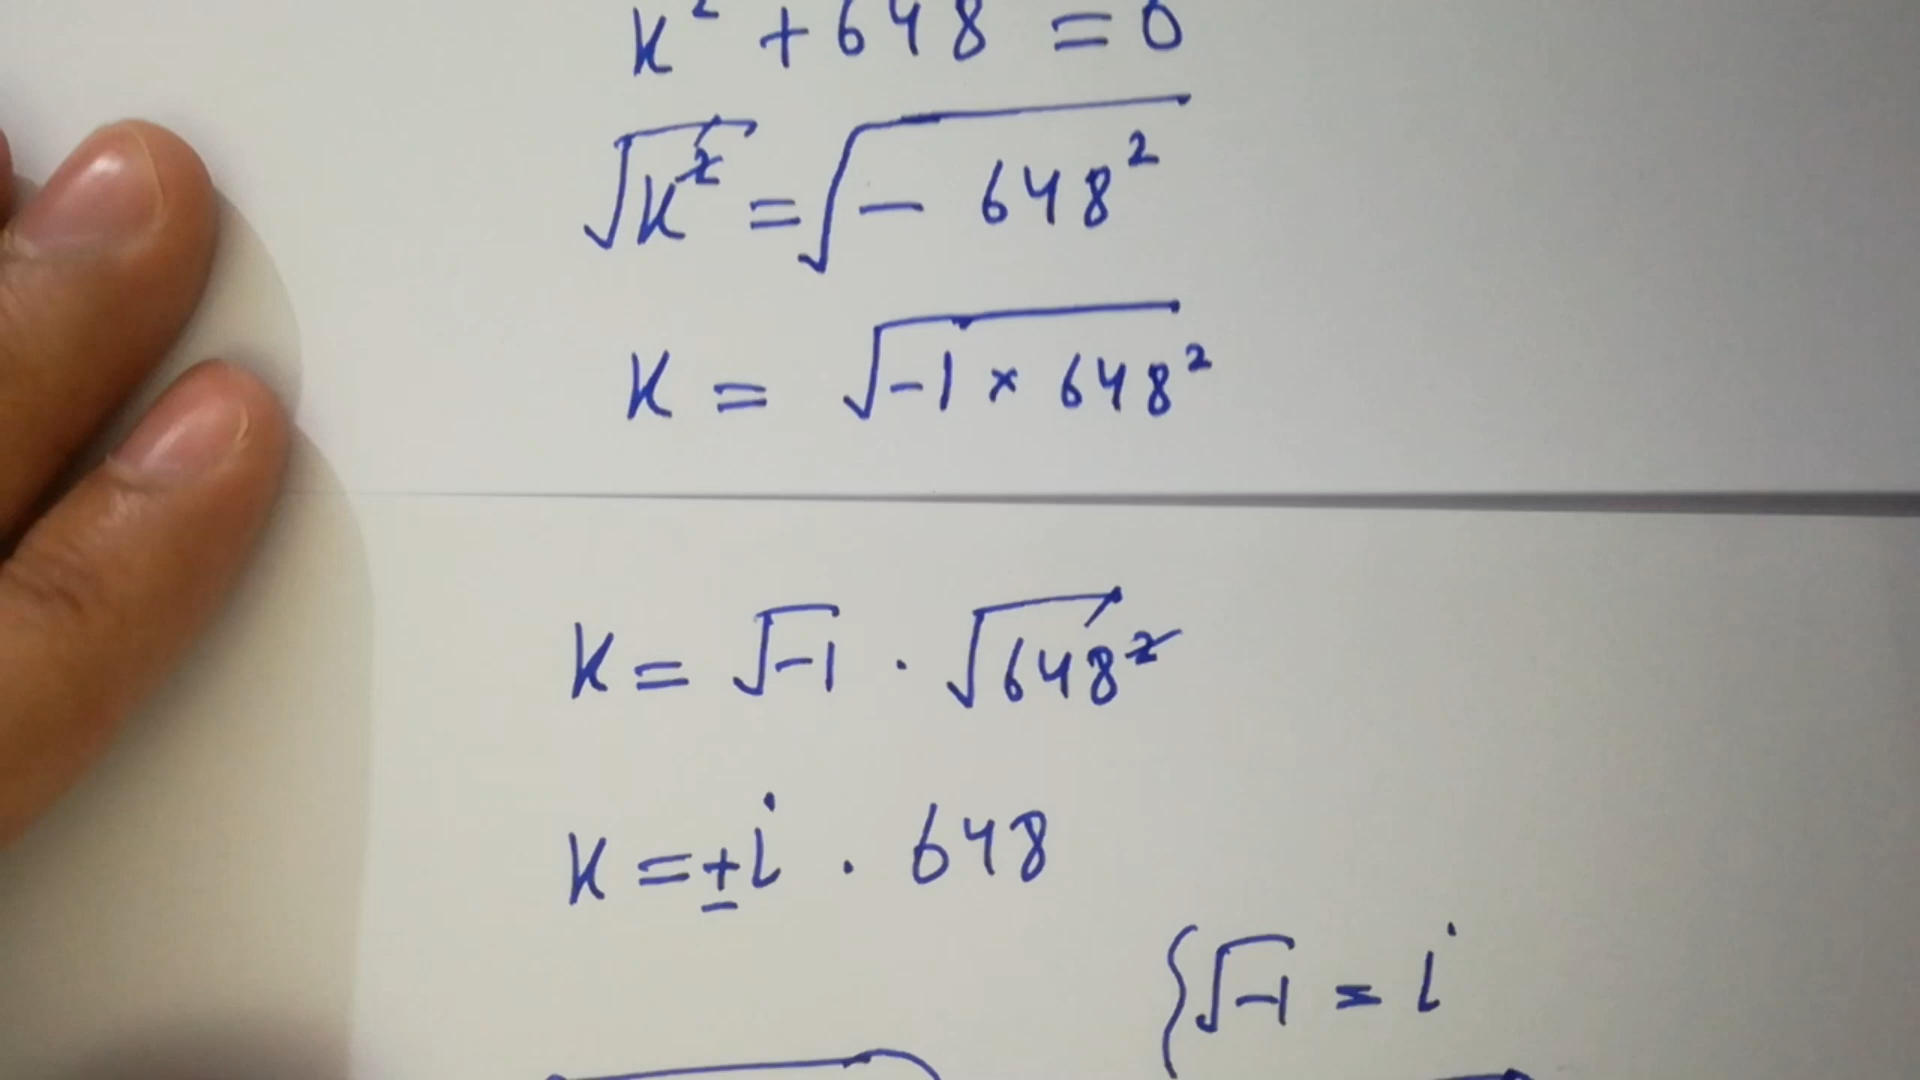 K² + 648 = 0
√K² = √- 648²
K = √-1 × 648²
K = √-1 . √648²
K = ±i . 648
{√-1 = i